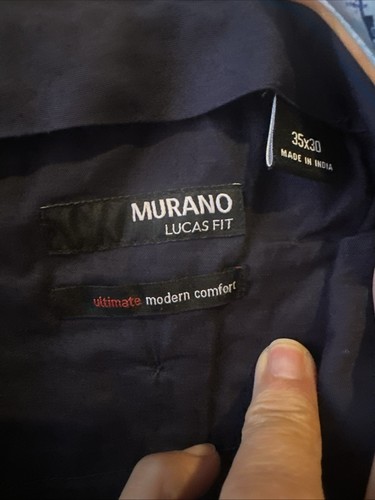 35x30
MADE IN INDIA
MURANO
LUCAS FIT
ultimate modern comfort